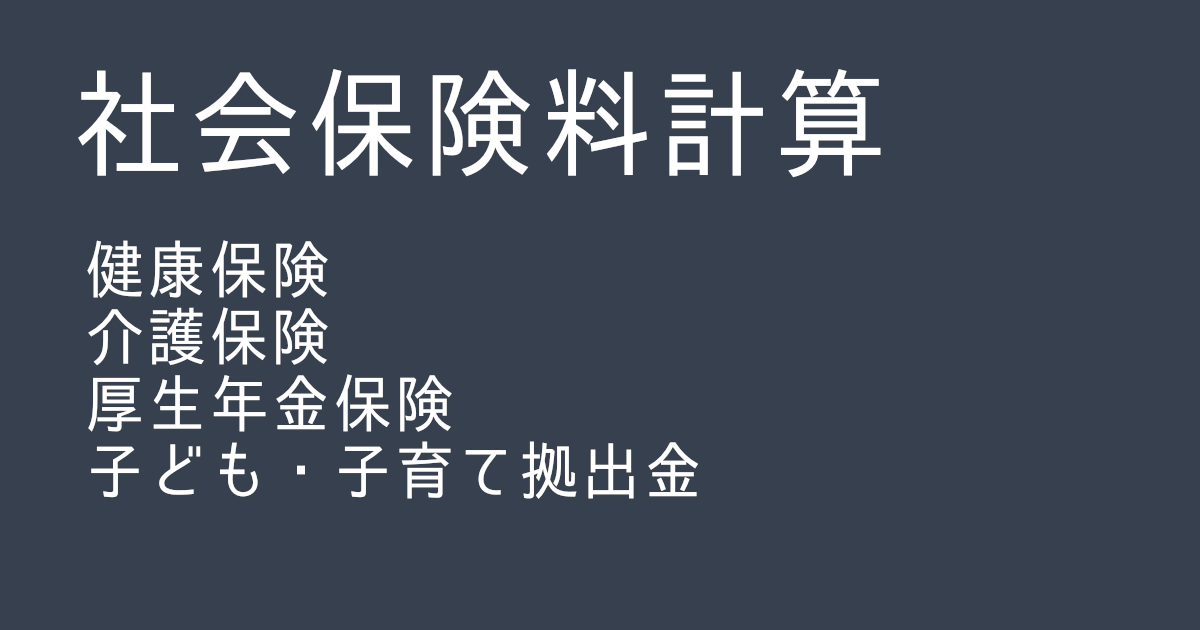 社会保険料計算
健康保険
介護保険
厚生年金保険
子ども・子育て拠出金